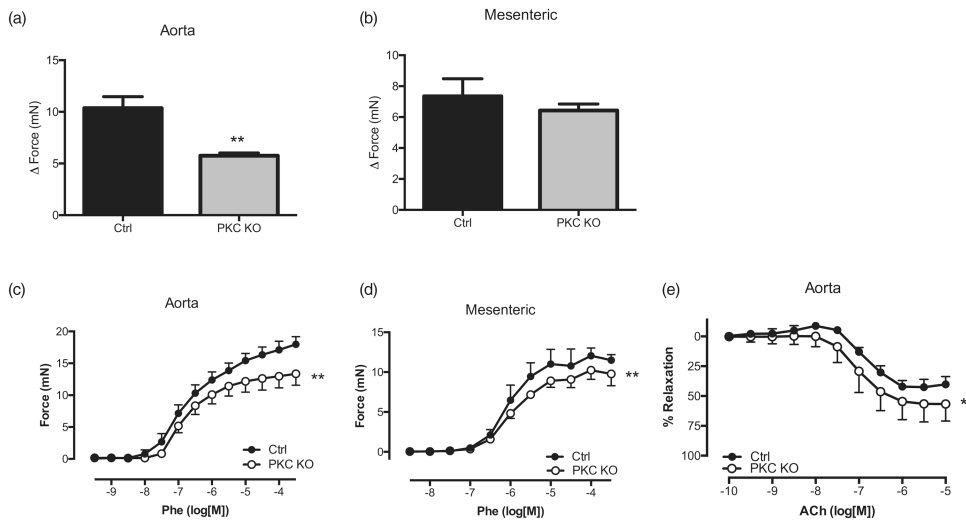 (a)
Aorta
Δ Force (mN)
15
10
5
0
**
Ctrl
PKC KO
(b)
Mesenteric
Δ Force (mN)
10
8
6
4
2
0
Ctrl
PKC KO
(c)
Aorta
Force (mN)
20
15
10
5
0
**
Ctrl
PKC KO
-9 -8 -7 -6 -5 -4
Phe (log[M])
(d)
Mesenteric
Force (mN)
15
10
5
0
**
Ctrl
PKC KO
-8 -7 -6 -5 -4
Phe (log[M])
(e)
Aorta
% Relaxation
0
25
50
75
100
*
Ctrl
PKC KO
-10 -9 -8 -7 -6 -5
ACh (log[M])